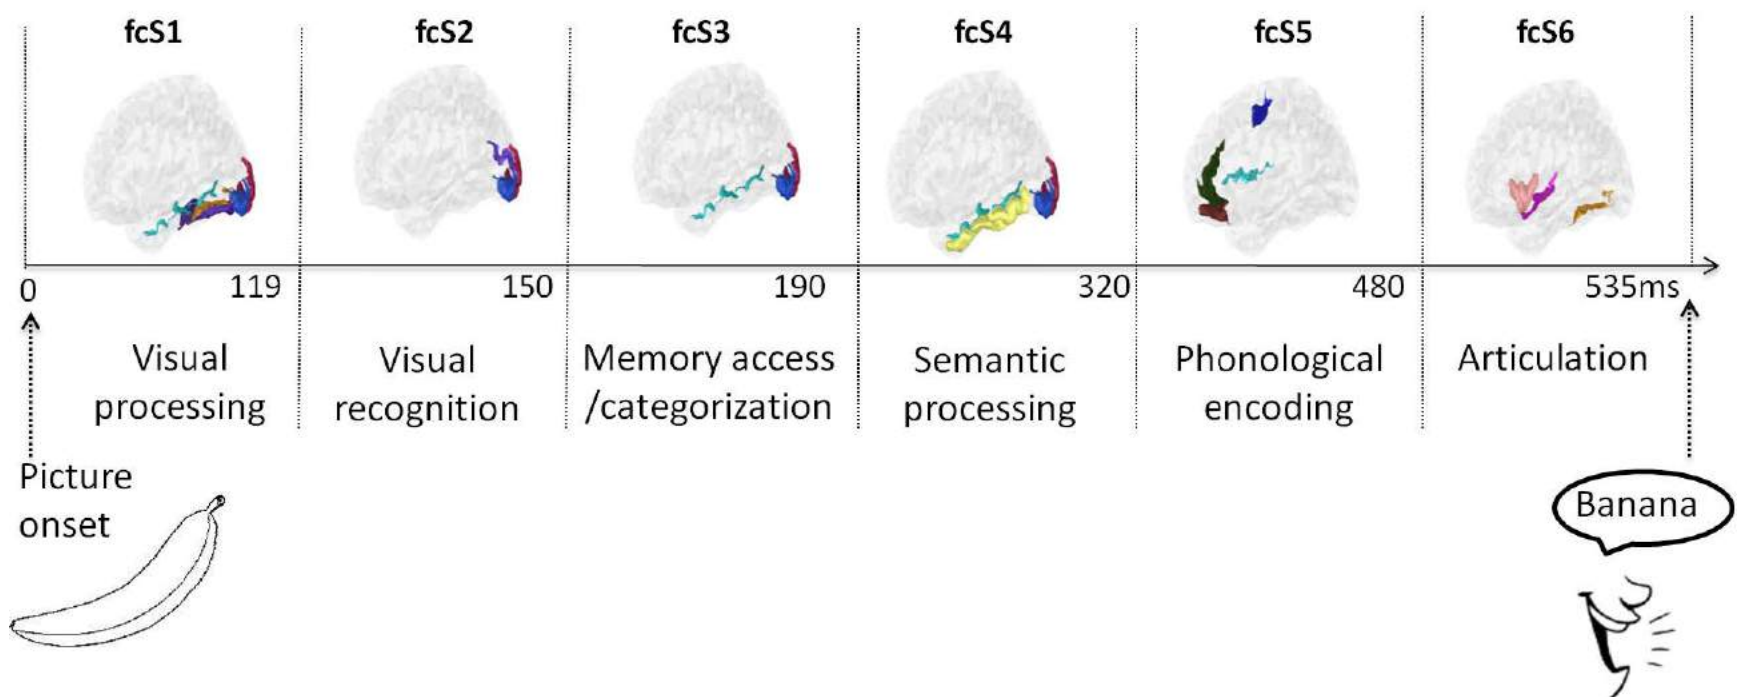 fcS1 fcS2 fcS3 fcS4 fcS5 fcS6
0 119 150 190 320 480 535ms
Visual
processing
Visual
recognition
Memory access
/categorization
Semantic
processing
Phonological
encoding
Articulation
Picture
onset
Banana